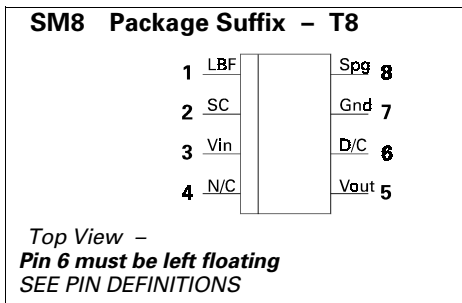 SM8 Package Suffix – T8
1 LBF Spg 8
2 SC Gnd 7
3 Vin D/C 6
4 N/C Vout 5
Top View –
Pin 6 must be left floating
SEE PIN DEFINITIONS